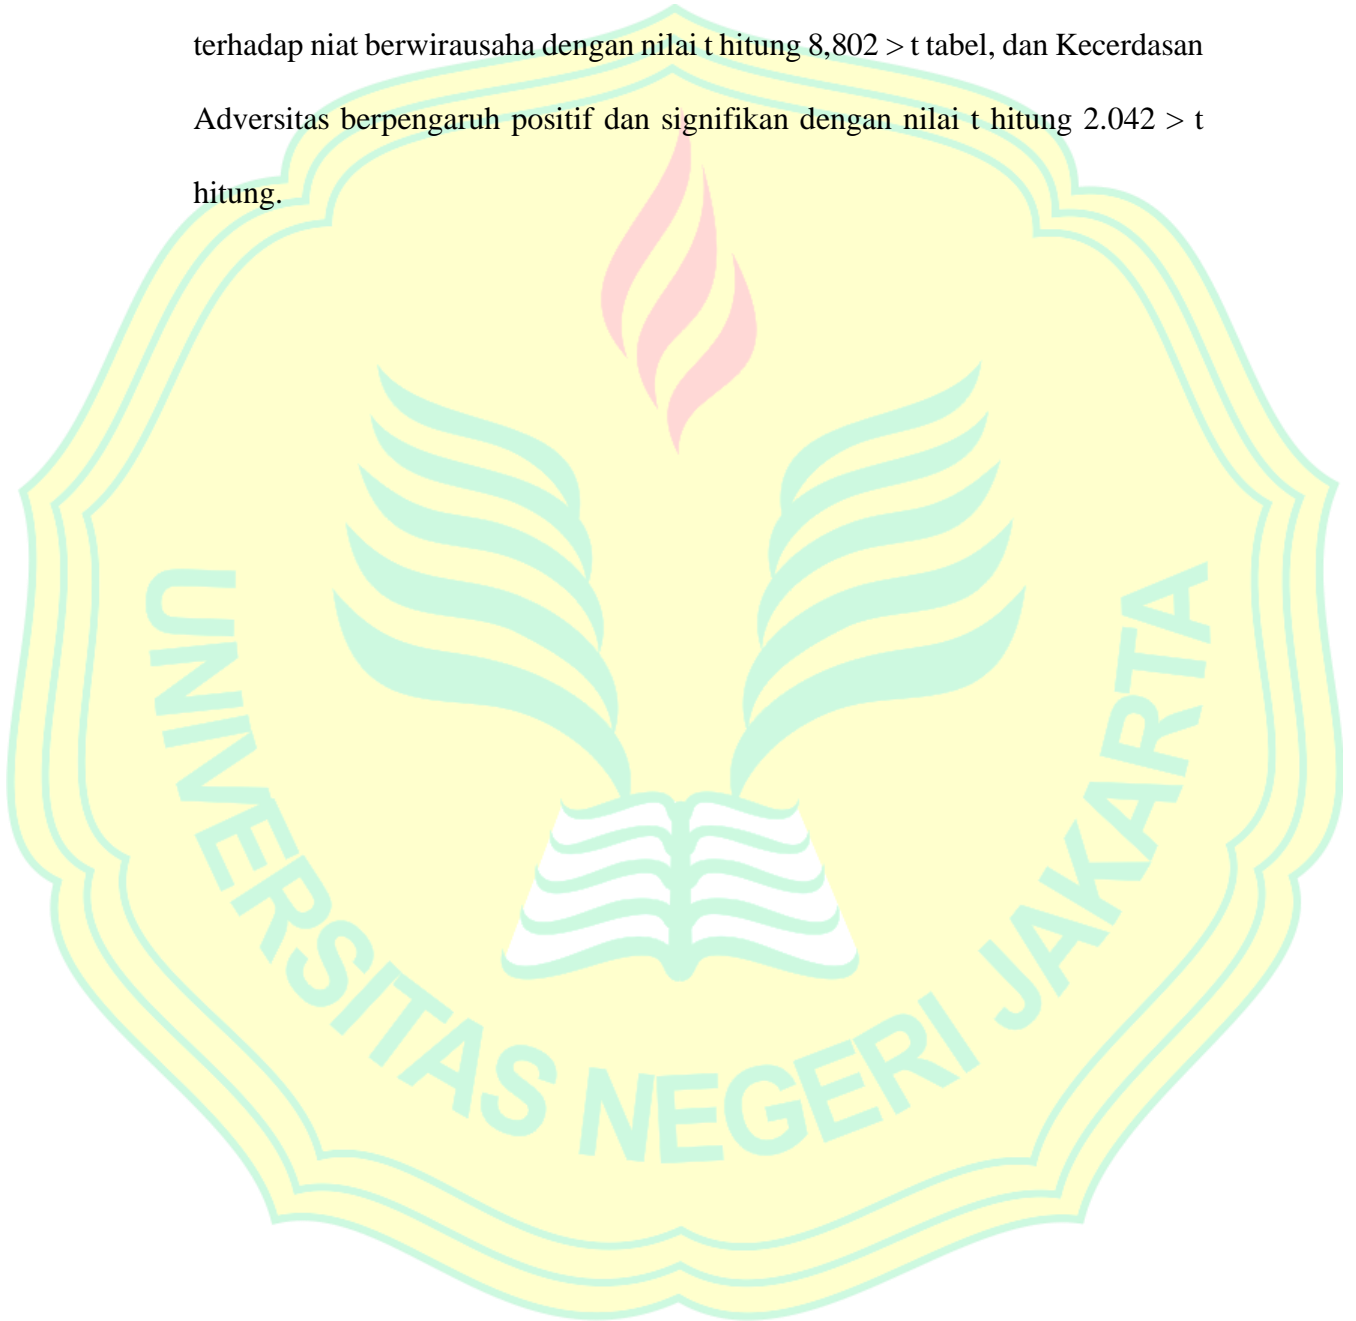 terhadap niat berwirausaha dengan nilai t hitung 8,802 > t tabel, dan Kecerdasan
Adversitas berpengaruh positif dan signifikan dengan nilai t hitung 2.042 > t
hitung.
UNIVERSITAS NEGERI JAKARTA